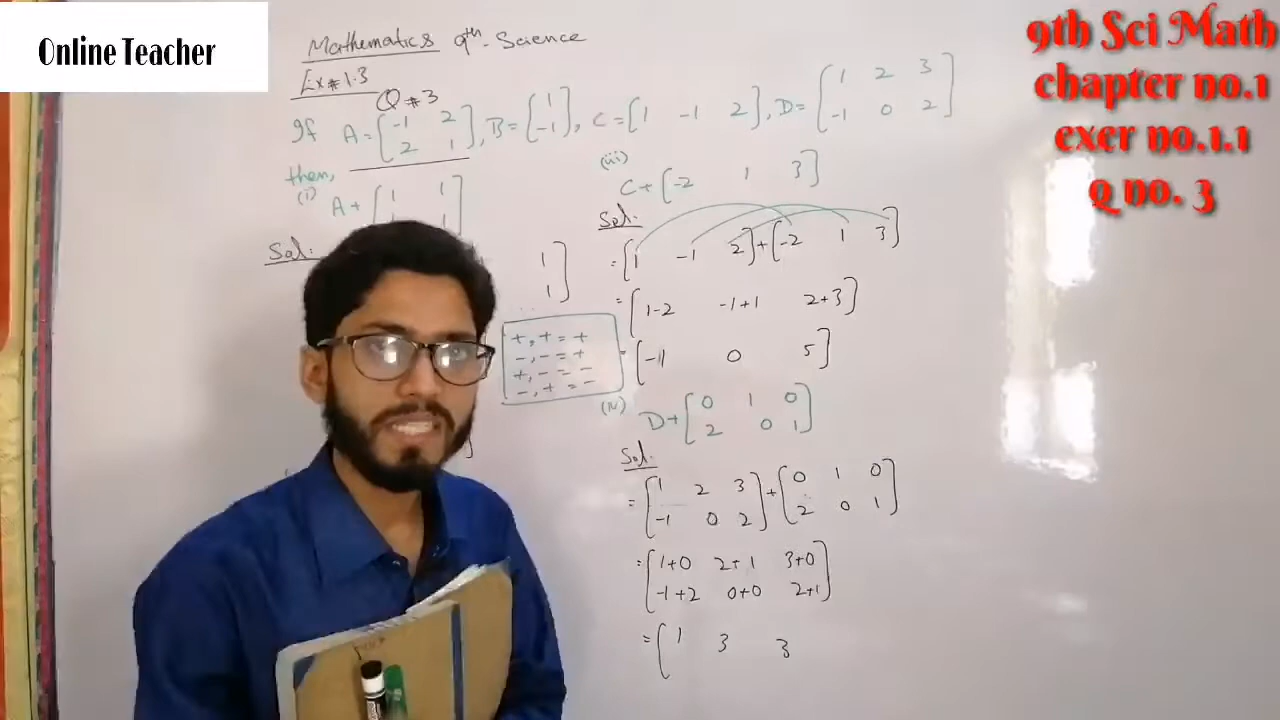 Online Teacher
9th Sci Math
chapter no.1
exer no.1.1
Q no. 3
Mathematics 9th-Science
Ex#1.3
Q#3
If A=[-1 2
2 1], B=[1
-1], C=[1 -1 2], D=[1 2 3
-1 0 2]
then,
(i)
A+[1 1
Sol:
1]
1]
+,+=+
-,-=+
+,-=-
-,+=-
(iii)
C+[-2 1 3]
Sol:
=[1 -1 2]+[-2 1 3]
=[1-2 -1+1 2+3]
=[-1 0 5]
(iv)
D+[0 1 0
2 0 1]
Sol:
=[1 2 3
-1 0 2]+[0 1 0
2 0 1]
=[1+0 2+1 3+0
-1+2 0+0 2+1]
=[1 3 3